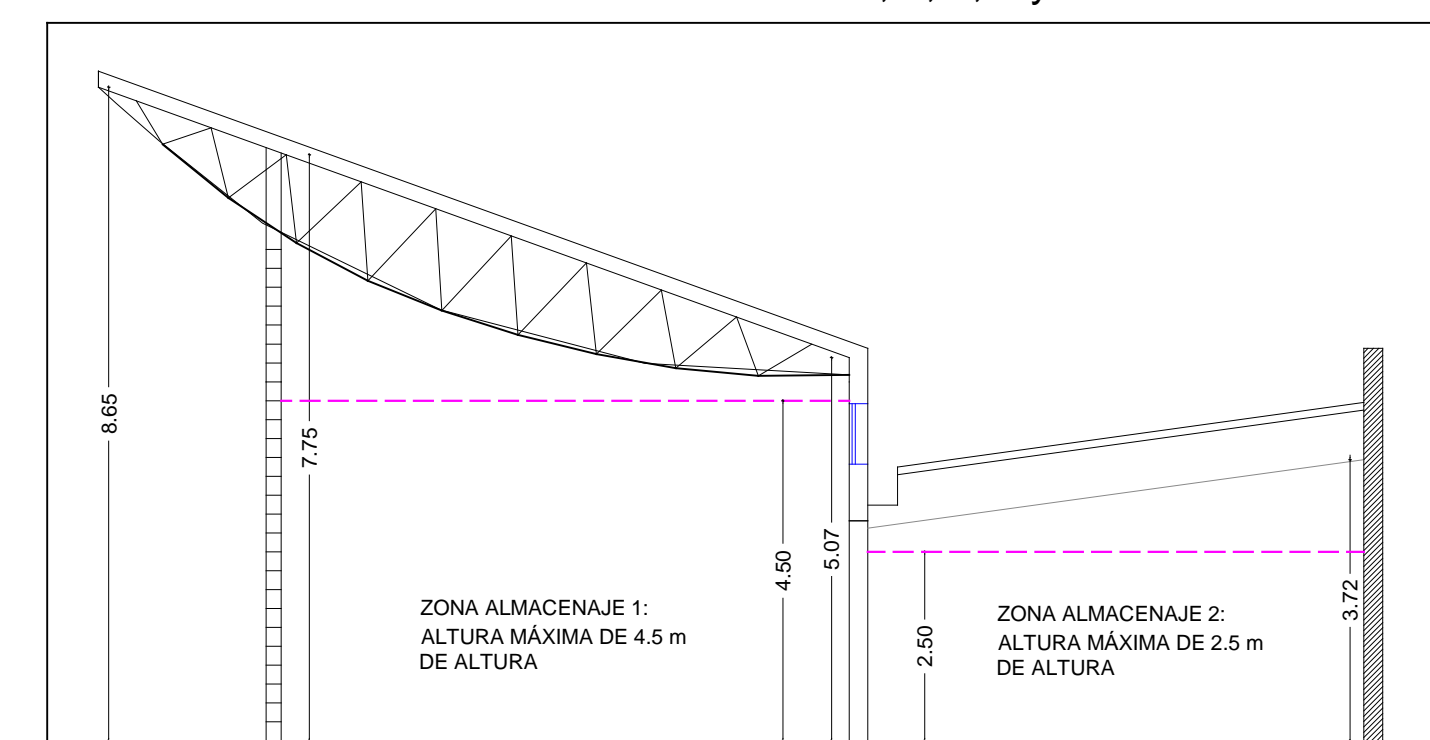 8.65
7.75
4.50
5.07
ZONA ALMACENAJE 1:
ALTURA MÁXIMA DE 4.5 m
DE ALTURA
2.50
ZONA ALMACENAJE 2:
ALTURA MÁXIMA DE 2.5 m
DE ALTURA
3.72